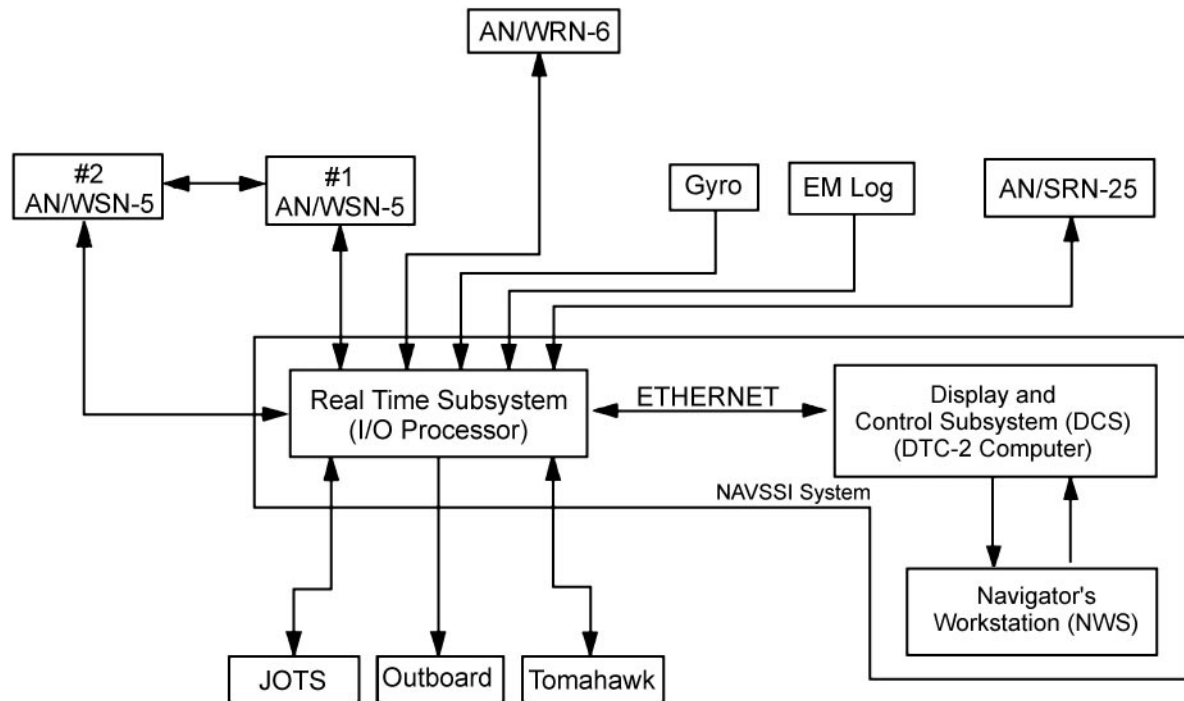 AN/WRN-6
#2
AN/WSN-5
#1
AN/WSN-5
Gyro
EM Log
AN/SRN-25
Real Time Subsystem
(I/O Processor)
ETHERNET
Display and
Control Subsystem (DCS)
(DTC-2 Computer)
NAVSSI System
Navigator's
Workstation (NWS)
JOTS
Outboard
Tomahawk